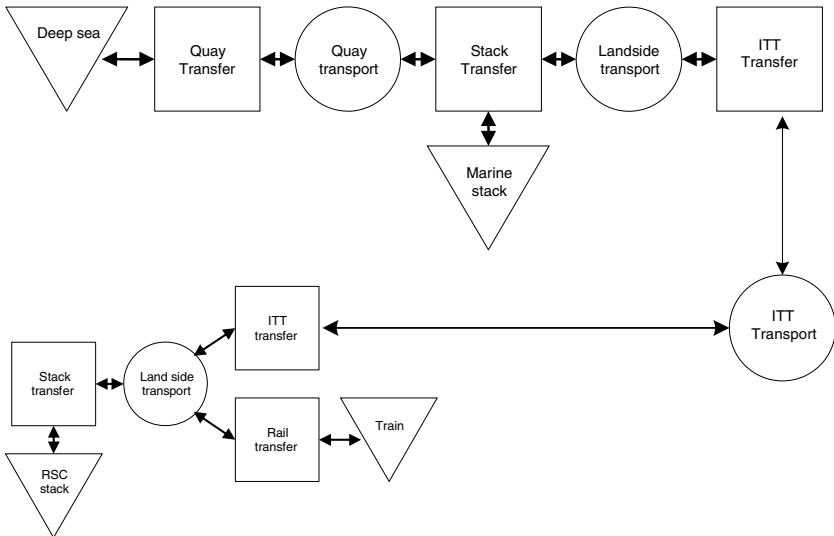 Deep sea
Quay
Transfer
Quay
transport
Stack
Transfer
Landside
transport
ITT
Transfer
Marine
stack
ITT
transfer
ITT
Transport
Stack
transfer
Land side
transport
Rail
transfer
Train
RSC
stack